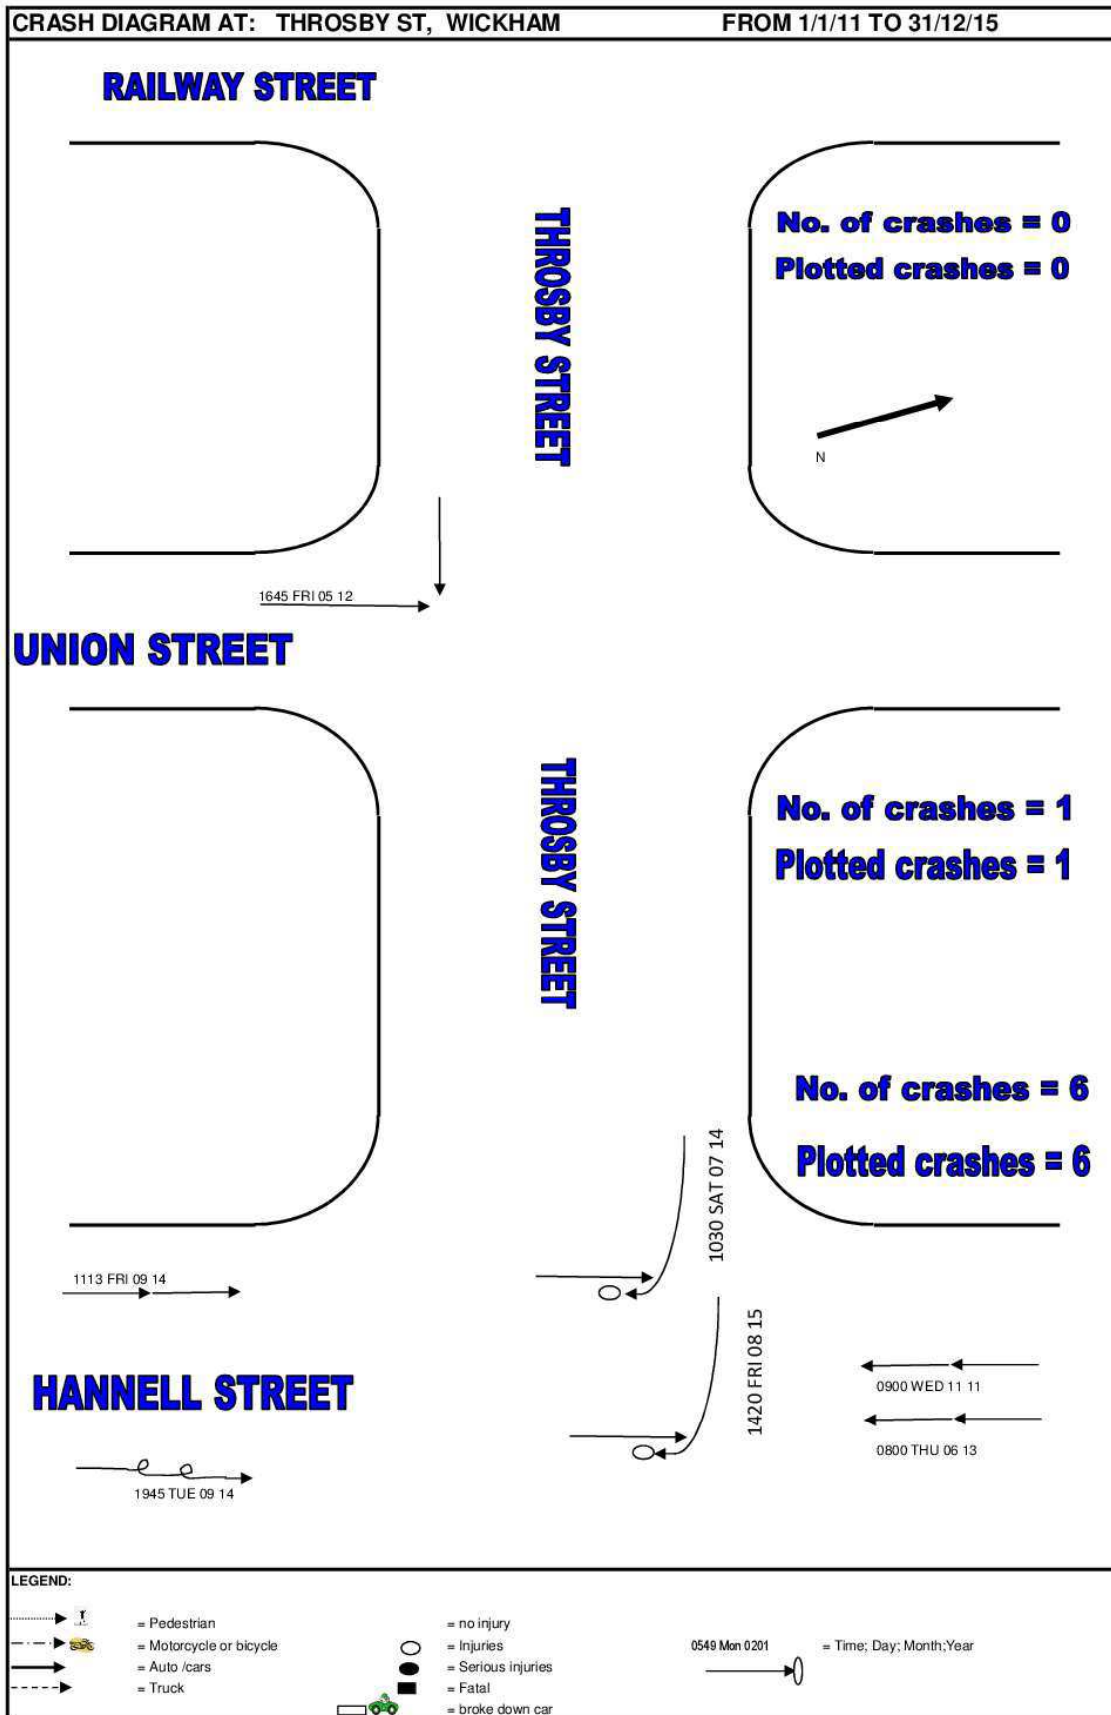 CRASH DIAGRAM AT: THROSBY ST, WICKHAM FROM 1/1/11 TO 31/12/15
RAILWAY STREET
THROSBY STREET
No. of crashes = 0
Plotted crashes = 0
N
1645 FRI 05 12
UNION STREET
THROSBY STREET
No. of crashes = 1
Plotted crashes = 1
No. of crashes = 6
Plotted crashes = 6
1030 SAT 07 14
1113 FRI 09 14
1420 FRI 08 15
HANNELL STREET
0900 WED 11 11
0800 THU 06 13
1945 TUE 09 14
LEGEND:
= Pedestrian
= Motorcycle or bicycle
= Auto /cars
= Truck
= no injury
= Injuries
= Serious injuries
= Fatal
= broke down car
0549 Mon 0201 = Time; Day; Month;Year